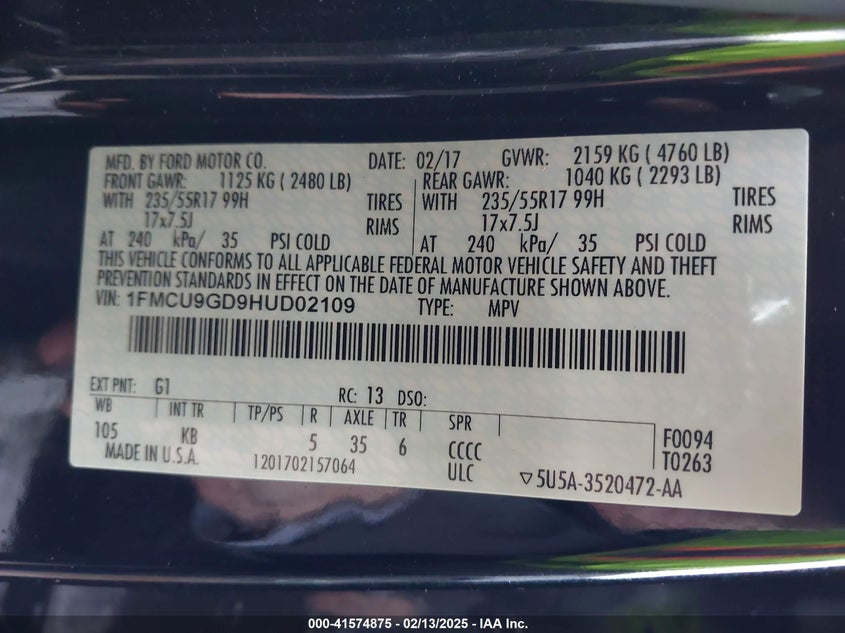 MFD. BY FORD MOTOR CO. DATE: 02/17 GVWR: 2159 KG ( 4760 LB)
FRONT GAWR: 1125 KG ( 2480 LB) REAR GAWR: 1040 KG ( 2293 LB)
WITH 235/55R17 99H TIRES WITH 235/55R17 99H TIRES
17x7.5J RIMS 17x7.5J RIMS
AT 240 kPa/ 35 PSI COLD AT 240 kPa/ 35 PSI COLD
THIS VEHICLE CONFORMS TO ALL APPLICABLE FEDERAL MOTOR VEHICLE SAFETY AND THEFT
PREVENTION STANDARDS IN EFFECT ON THE DATE OF MANUFACTURE SHOWN ABOVE.
VIN: 1FMCU9GD9HUD02109 TYPE: MPV
EXT PNT: G1 RC: 13 DSO:
WB INT TR TP/PS R AXLE TR SPR
105 KB 5 35 6 CCCC F0094
MADE IN U.S.A. 1201702157064 ULC T0263
▽5U5A-3520472-AA
000-41574875 - 02/13/2025 - IAA Inc.